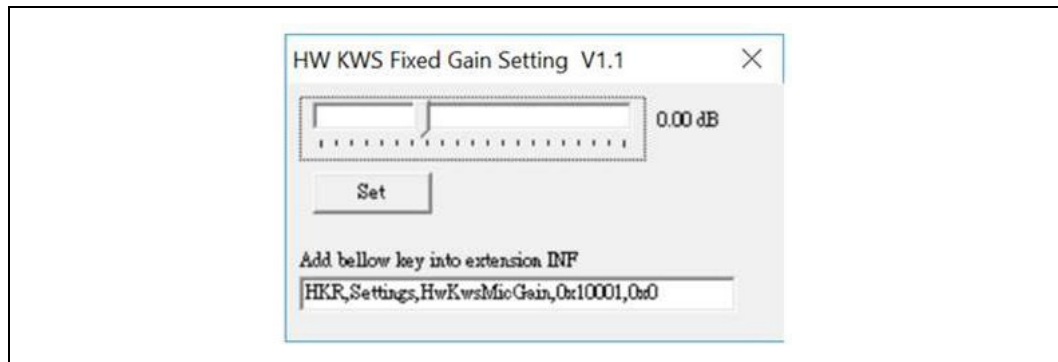 HW KWS Fixed Gain Setting V1.1
0.00 dB
Set
Add bellow key into extension INF
HKR,Settings,HwKwsMicGain,0x10001,0x0